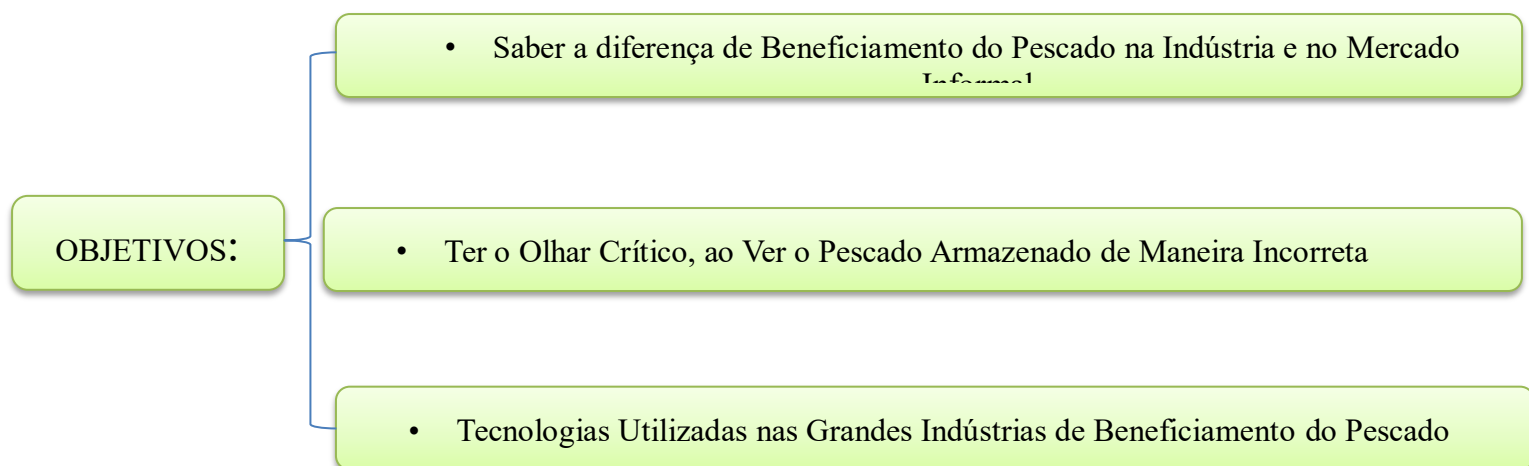 OBJETIVOS:
• Saber a diferença de Beneficiamento do Pescado na Indústria e no Mercado
Informal
• Ter o Olhar Crítico, ao Ver o Pescado Armazenado de Maneira Incorreta
• Tecnologias Utilizadas nas Grandes Indústrias de Beneficiamento do Pescado